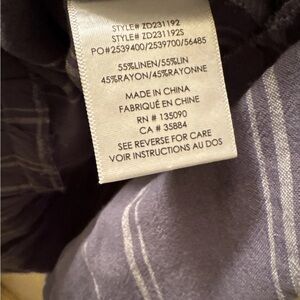 STYLE# ZD231192
STYLE# ZD231192S
PO#2539400/2539700/56485
55%LINEN/55%LIN
45%RAYON/45%RAYONNE
MADE IN CHINA
FABRIQUÉ EN CHINE
RN # 135090
CA # 35884
SEE REVERSE FOR CARE
VOIR INSTRUCTIONS AU DOS